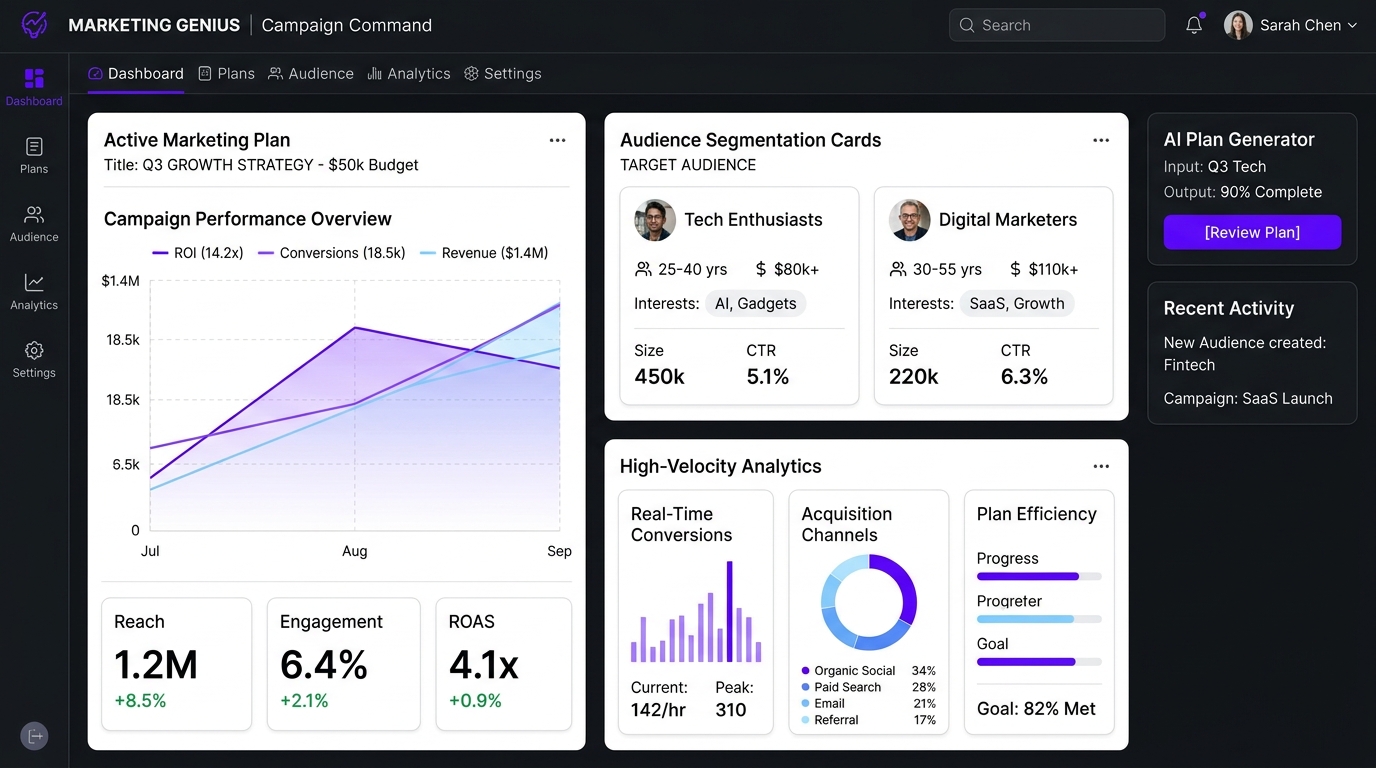 MARKETING GENIUS | Campaign Command
Search
Sarah Chen
Dashboard
Plans
Audience
Analytics
Settings
Dashboard
Plans
Audience
Analytics
Settings
Active Marketing Plan
Title: Q3 GROWTH STRATEGY - $50k Budget
Campaign Performance Overview
ROI (14.2x)
Conversions (18.5k)
Revenue ($1.4M)
$1.4M
18.5k
18.5k
6.5k
0
Jul
Aug
Sep
Reach
1.2M
+8.5%
Engagement
6.4%
+2.1%
ROAS
4.1x
+0.9%
Audience Segmentation Cards
TARGET AUDIENCE
Tech Enthusiasts
25-40 yrs
$ $80k+
Interests: AI, Gadgets
Size
450k
CTR
5.1%
Digital Marketers
30-55 yrs
$ $110k+
Interests: SaaS, Growth
Size
220k
CTR
6.3%
High-Velocity Analytics
Real-Time
Conversions
Current:
142/hr
Peak:
310
Acquisition
Channels
Organic Social 34%
Paid Search 28%
Email 21%
Referral 17%
Plan Efficiency
Progress
Progreter
Goal
Goal: 82% Met
AI Plan Generator
Input: Q3 Tech
Output: 90% Complete
[Review Plan]
Recent Activity
New Audience created:
Fintech
Campaign: SaaS Launch